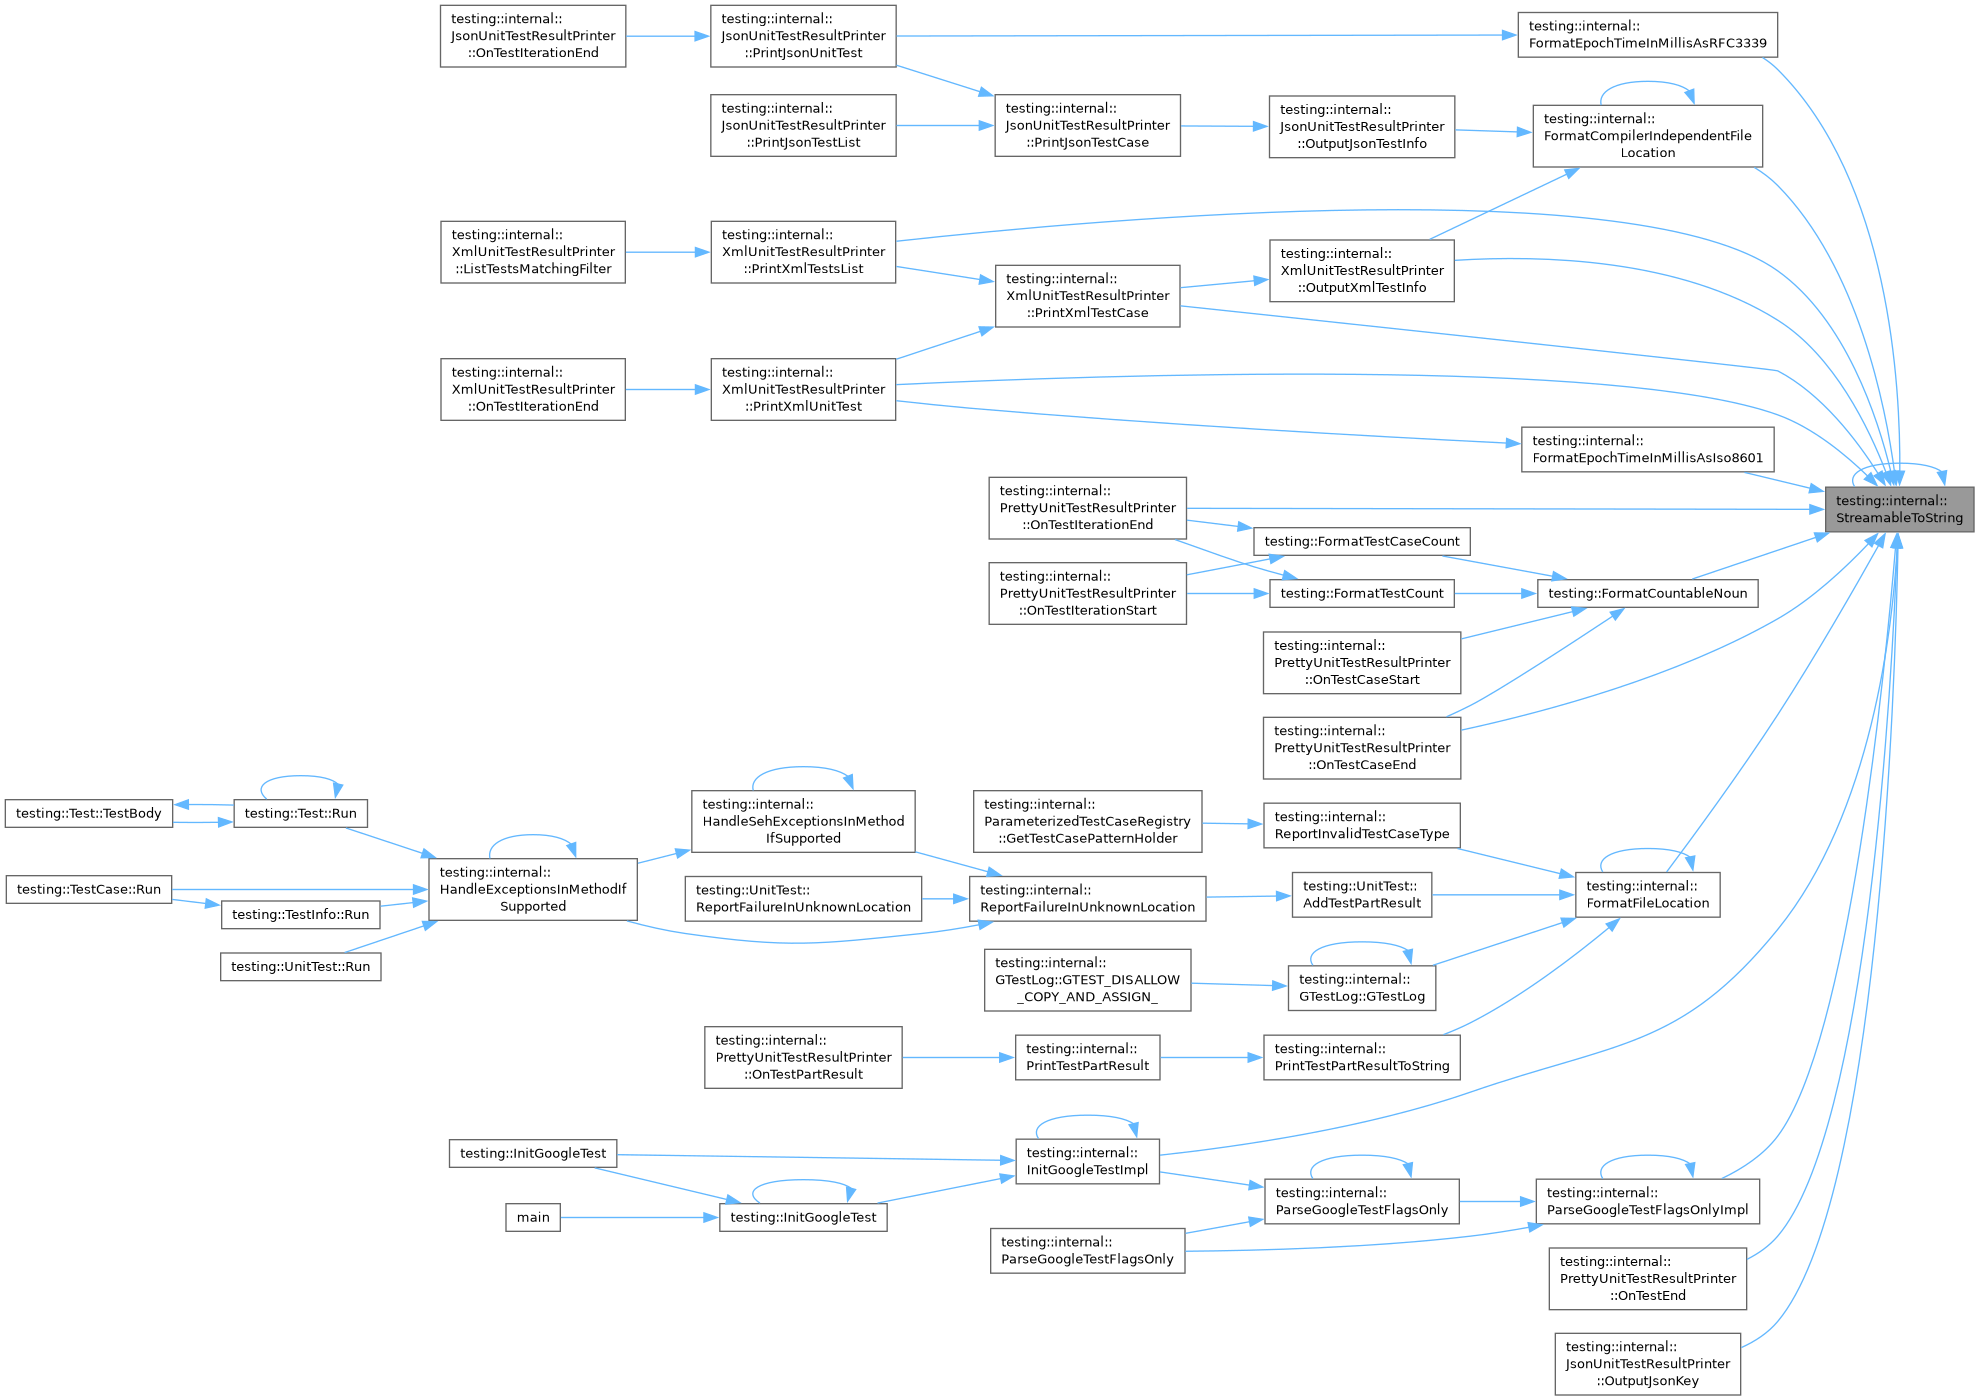 testing::internal::
JsonUnitTestResultPrinter
::OnTestIterationEnd
testing::internal::
JsonUnitTestResultPrinter
::PrintJsonUnitTest
testing::internal::
FormatEpochTimeInMillisAsRFC3339
testing::internal::
JsonUnitTestResultPrinter
::PrintJsonTestList
testing::internal::
JsonUnitTestResultPrinter
::PrintJsonTestCase
testing::internal::
JsonUnitTestResultPrinter
::OutputJsonTestInfo
testing::internal::
FormatCompilerIndependentFile
Location
testing::internal::
XmlUnitTestResultPrinter
::ListTestsMatchingFilter
testing::internal::
XmlUnitTestResultPrinter
::PrintXmlTestsList
testing::internal::
XmlUnitTestResultPrinter
::PrintXmlTestCase
testing::internal::
XmlUnitTestResultPrinter
::OutputXmlTestInfo
testing::internal::
XmlUnitTestResultPrinter
::OnTestIterationEnd
testing::internal::
XmlUnitTestResultPrinter
::PrintXmlUnitTest
testing::internal::
FormatEpochTimeInMillisAsIso8601
testing::internal::
StreamableToString
testing::internal::
PrettyUnitTestResultPrinter
::OnTestIterationEnd
testing::FormatTestCaseCount
testing::internal::
PrettyUnitTestResultPrinter
::OnTestIterationStart
testing::FormatTestCount
testing::FormatCountableNoun
testing::internal::
PrettyUnitTestResultPrinter
::OnTestCaseStart
testing::internal::
PrettyUnitTestResultPrinter
::OnTestCaseEnd
testing::Test::TestBody
testing::Test::Run
testing::internal::
HandleSehExceptionsInMethod
IfSupported
testing::internal::
ParameterizedTestCaseRegistry
::GetTestCasePatternHolder
testing::internal::
ReportInvalidTestCaseType
testing::TestCase::Run
testing::TestInfo::Run
testing::internal::
HandleExceptionsInMethodIf
Supported
testing::UnitTest::
ReportFailureInUnknownLocation
testing::internal::
ReportFailureInUnknownLocation
testing::UnitTest::
AddTestPartResult
testing::internal::
FormatFileLocation
testing::UnitTest::Run
testing::internal::
GTestLog::GTEST_DISALLOW
_COPY_AND_ASSIGN_
testing::internal::
GTestLog::GTestLog
testing::internal::
PrettyUnitTestResultPrinter
::OnTestPartResult
testing::internal::
PrintTestPartResult
testing::internal::
PrintTestPartResultToString
testing::InitGoogleTest
testing::internal::
InitGoogleTestImpl
main
testing::InitGoogleTest
testing::internal::
ParseGoogleTestFlagsOnly
testing::internal::
ParseGoogleTestFlagsOnlyImpl
testing::internal::
ParseGoogleTestFlagsOnly
testing::internal::
PrettyUnitTestResultPrinter
::OnTestEnd
testing::internal::
JsonUnitTestResultPrinter
::OutputJsonKey